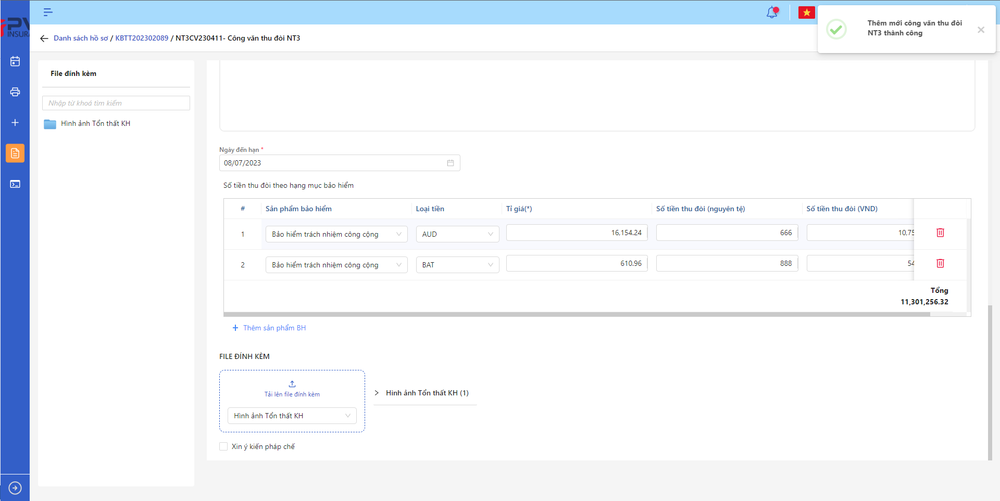 Thêm mới công văn thu đòi
NT3 thành công
Danh sách hồ sơ / KBTT202302089 / NT3CV230411- Công văn thu đòi NT3
File đính kèm
Nhập từ khoá tìm kiếm
Hình ảnh Tổn thất KH
Ngày đến hạn *
08/07/2023
Số tiền thu đòi theo hạng mục bảo hiểm
# Sản phẩm bảo hiểm Loại tiền Tỉ giá(*) Số tiền thu đòi (nguyên tệ) Số tiền thu đòi (VND)
1 Bảo hiểm trách nhiệm công cộng AUD 16,154.24 666 10,75
2 Bảo hiểm trách nhiệm công cộng BAT 610.96 888 54
Tổng
11,301,256.32
+ Thêm sản phẩm BH
FILE ĐÍNH KÈM
Tải lên file đính kèm
Hình ảnh Tổn thất KH
Hình ảnh Tổn thất KH (1)
Xin ý kiến pháp chế